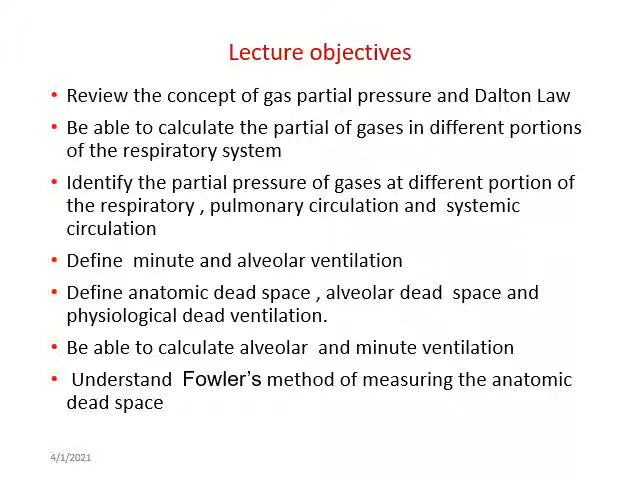 Lecture objectives
• Review the concept of gas partial pressure and Dalton Law
• Be able to calculate the partial of gases in different portions
of the respiratory system
• Identify the partial pressure of gases at different portion of
the respiratory , pulmonary circulation and systemic
circulation
• Define minute and alveolar ventilation
• Define anatomic dead space , alveolar dead space and
physiological dead ventilation.
• Be able to calculate alveolar and minute ventilation
• Understand Fowler's method of measuring the anatomic
dead space
4/1/2021